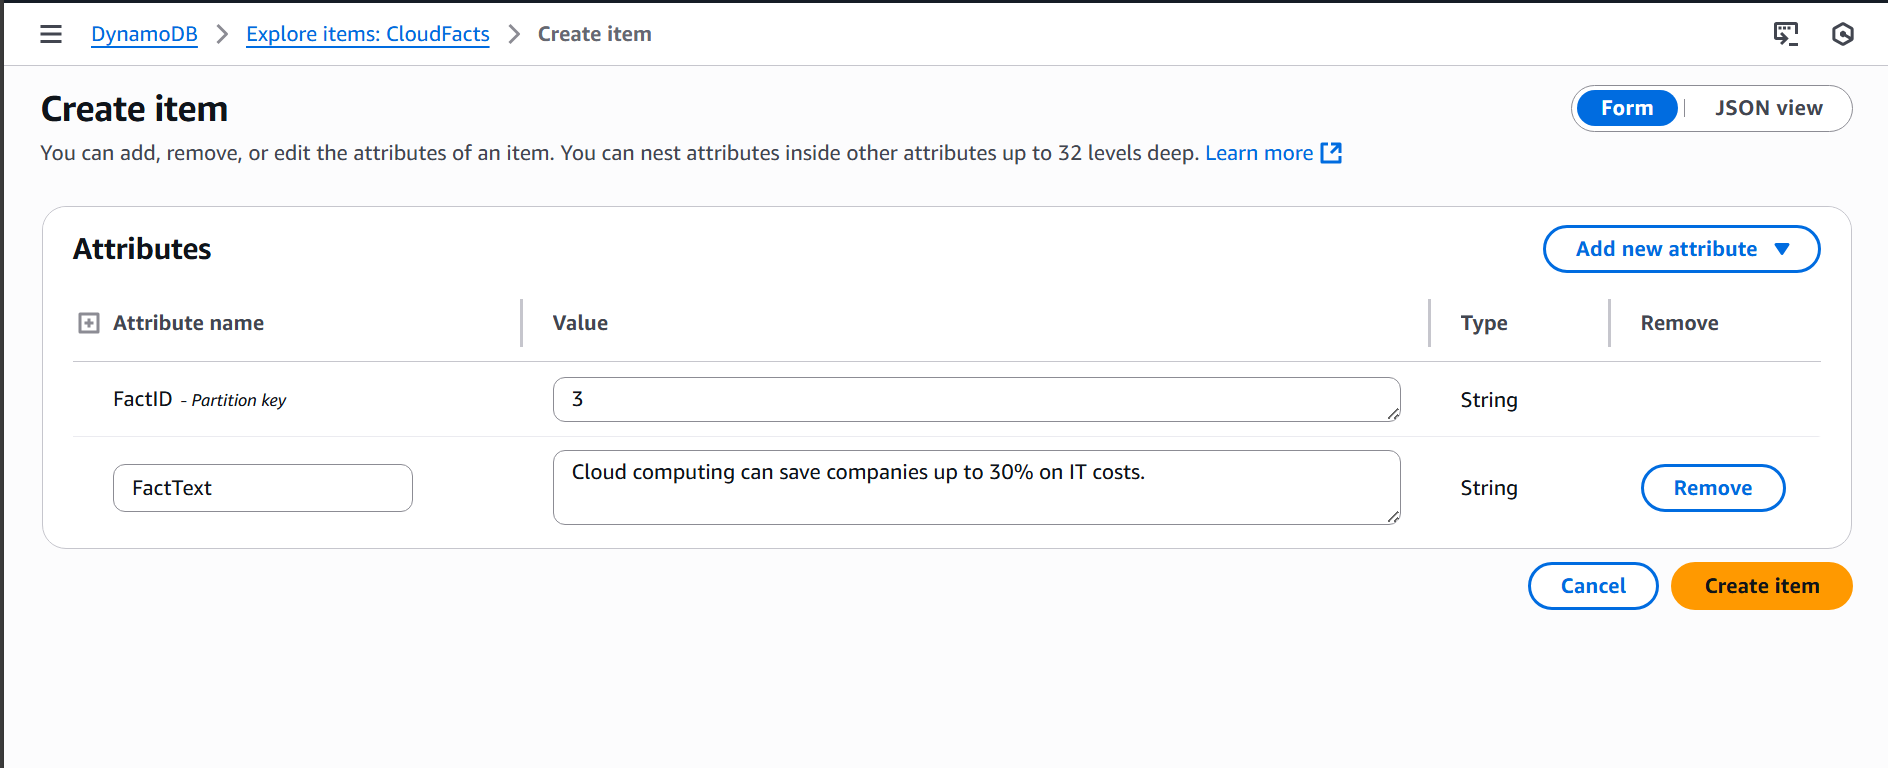 DynamoDB > Explore items: CloudFacts > Create item
Create item
Form | JSON view
You can add, remove, or edit the attributes of an item. You can nest attributes inside other attributes up to 32 levels deep. Learn more
Attributes
Add new attribute
Attribute name Value Type Remove
FactID - Partition key 3 String
FactText Cloud computing can save companies up to 30% on IT costs. String Remove
Cancel Create item